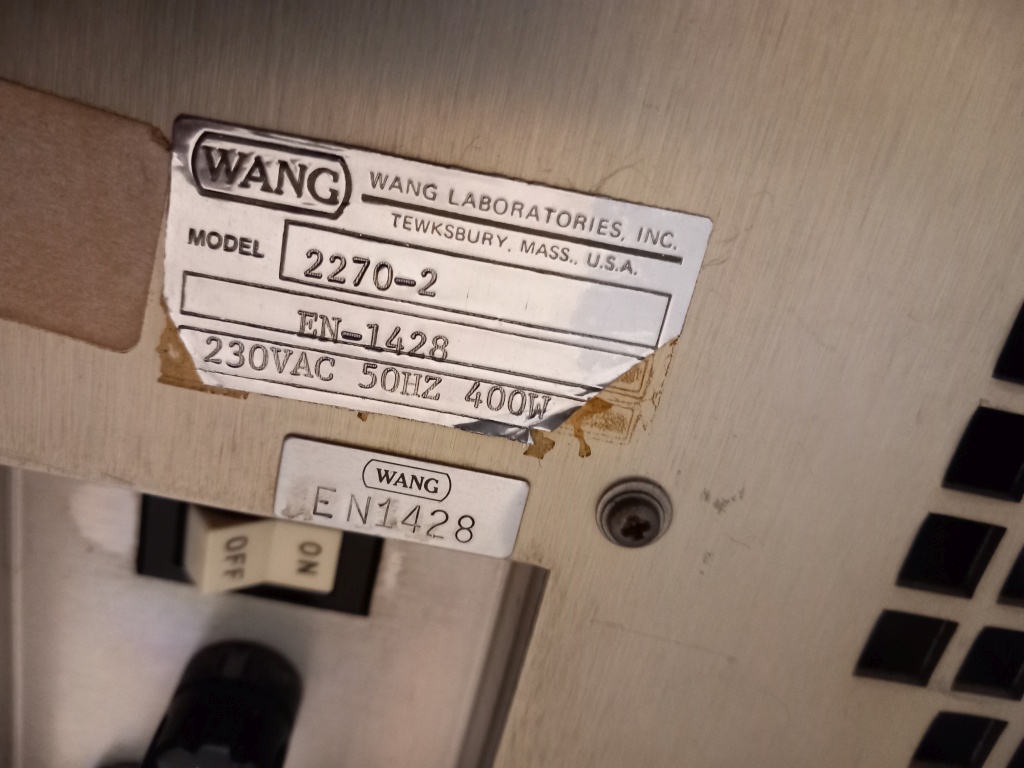 WANG
WANG LABORATORIES, INC.
TEWKSBURY, MASS., U.S.A.
MODEL 2270-2
EN-1428
230VAC 50HZ 400W
WANG
EN1428
OFF ON